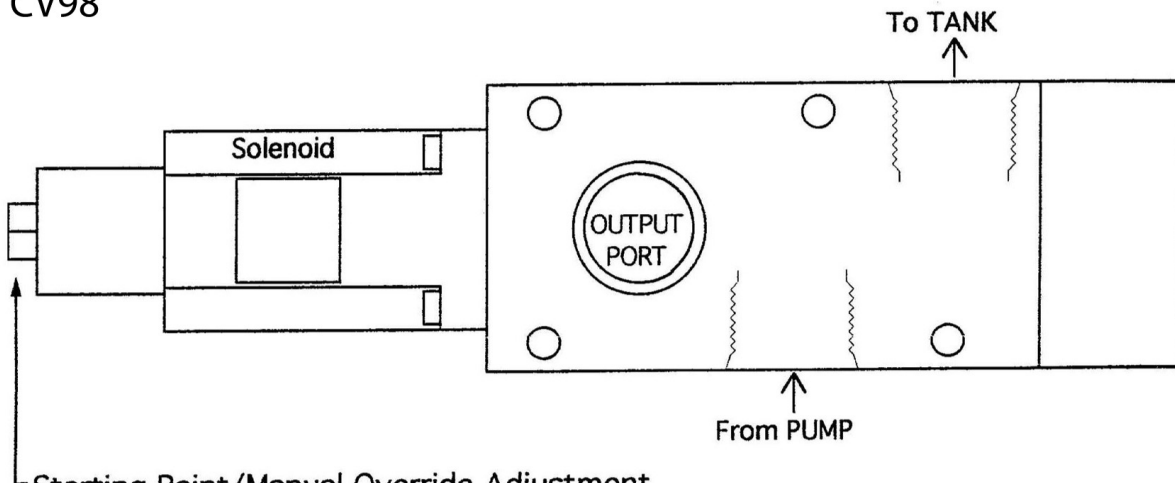 CV98
To TANK
Solenoid
OUTPUT
PORT
From PUMP
Starting Point/Manual Override Adjustment